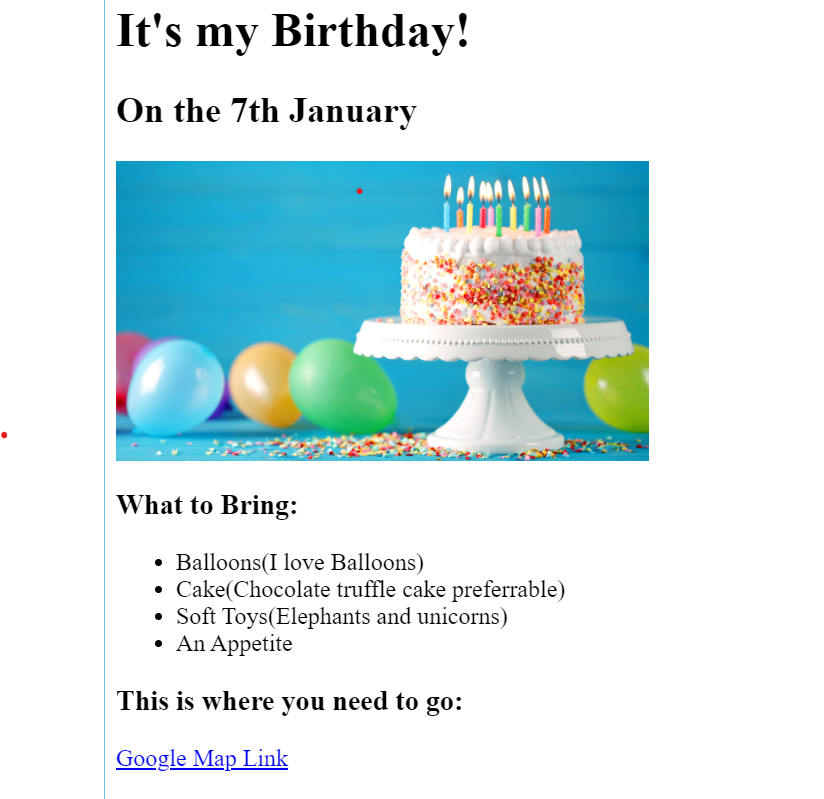 It's my Birthday!
On the 7th January
What to Bring:
Balloons(I love Balloons)
Cake(Chocolate truffle cake preferrable)
Soft Toys(Elephants and unicorns)
An Appetite
This is where you need to go:
Google Map Link